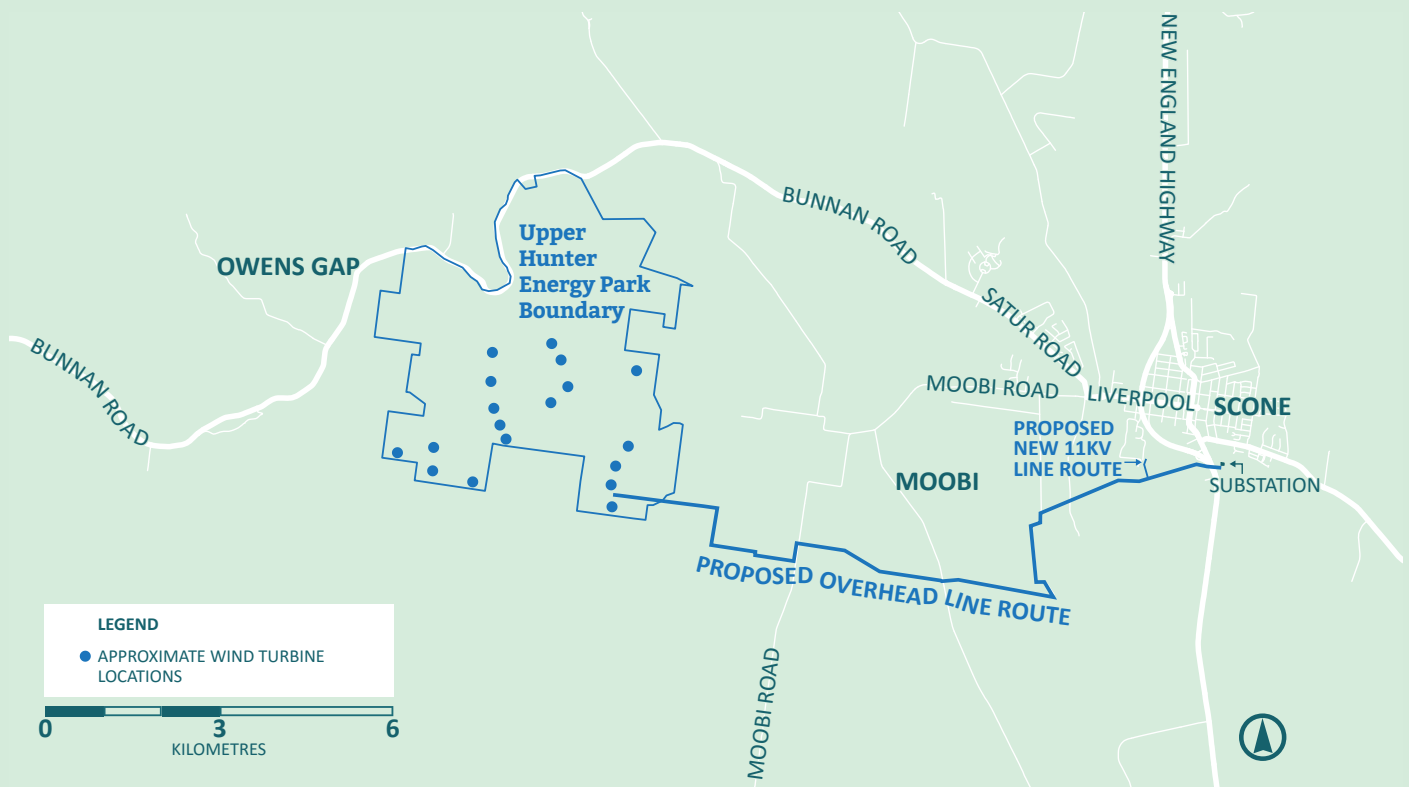 NEW ENGLAND HIGHWAY
BUNNAN ROAD
Upper
Hunter
Energy Park
Boundary
OWENS GAP
SATUR ROAD
BUNNAN ROAD
MOOBI ROAD
LIVERPOOL
SCONE
PROPOSED
NEW 11KV
LINE ROUTE
MOOBI
SUBSTATION
PROPOSED OVERHEAD LINE ROUTE
LEGEND
APPROXIMATE WIND TURBINE
LOCATIONS
0 3 6
KILOMETRES
MOOBI ROAD